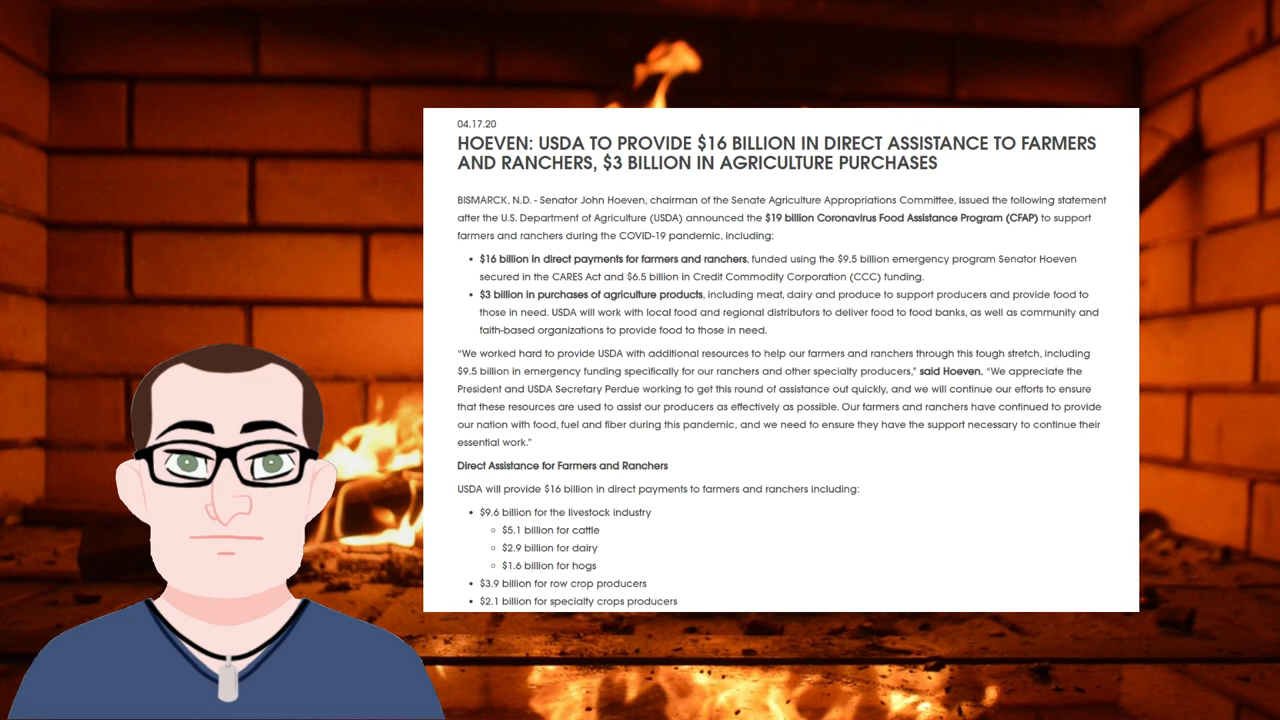 04.17.20
HOEVEN: USDA TO PROVIDE $16 BILLION IN DIRECT ASSISTANCE TO FARMERS
AND RANCHERS, $3 BILLION IN AGRICULTURE PURCHASES
BISMARCK, N.D. - Senator John Hoeven, chairman of the Senate Agriculture Appropriations Committee, issued the following statement
after the U.S. Department of Agriculture (USDA) announced the $19 billion Coronavirus Food Assistance Program (CFAP) to support
farmers and ranchers during the COVID-19 pandemic, including:
• $16 billion in direct payments for farmers and ranchers, funded using the $9.5 billion emergency program Senator Hoeven
secured in the CARES Act and $6.5 billion in Credit Commodity Corporation (CCC) funding.
• $3 billion in purchases of agriculture products, including meat, dairy and produce to support producers and provide food to
those in need. USDA will work with local food and regional distributors to deliver food to food banks, as well as community and
faith-based organizations to provide food to those in need.
“We worked hard to provide USDA with additional resources to help our farmers and ranchers through this tough stretch, including
$9.5 billion in emergency funding specifically for our ranchers and other specialty producers,” said Hoeven. “We appreciate the
President and USDA Secretary Perdue working to get this round of assistance out quickly, and we will continue our efforts to ensure
that these resources are used to assist our producers as effectively as possible. Our farmers and ranchers have continued to provide
our nation with food, fuel and fiber during this pandemic, and we need to ensure they have the support necessary to continue their
essential work.”
Direct Assistance for Farmers and Ranchers
USDA will provide $16 billion in direct payments to farmers and ranchers including:
• $9.6 billion for the livestock industry
◦ $5.1 billion for cattle
◦ $2.9 billion for dairy
◦ $1.6 billion for hogs
• $3.9 billion for row crop producers
• $2.1 billion for specialty crops producers